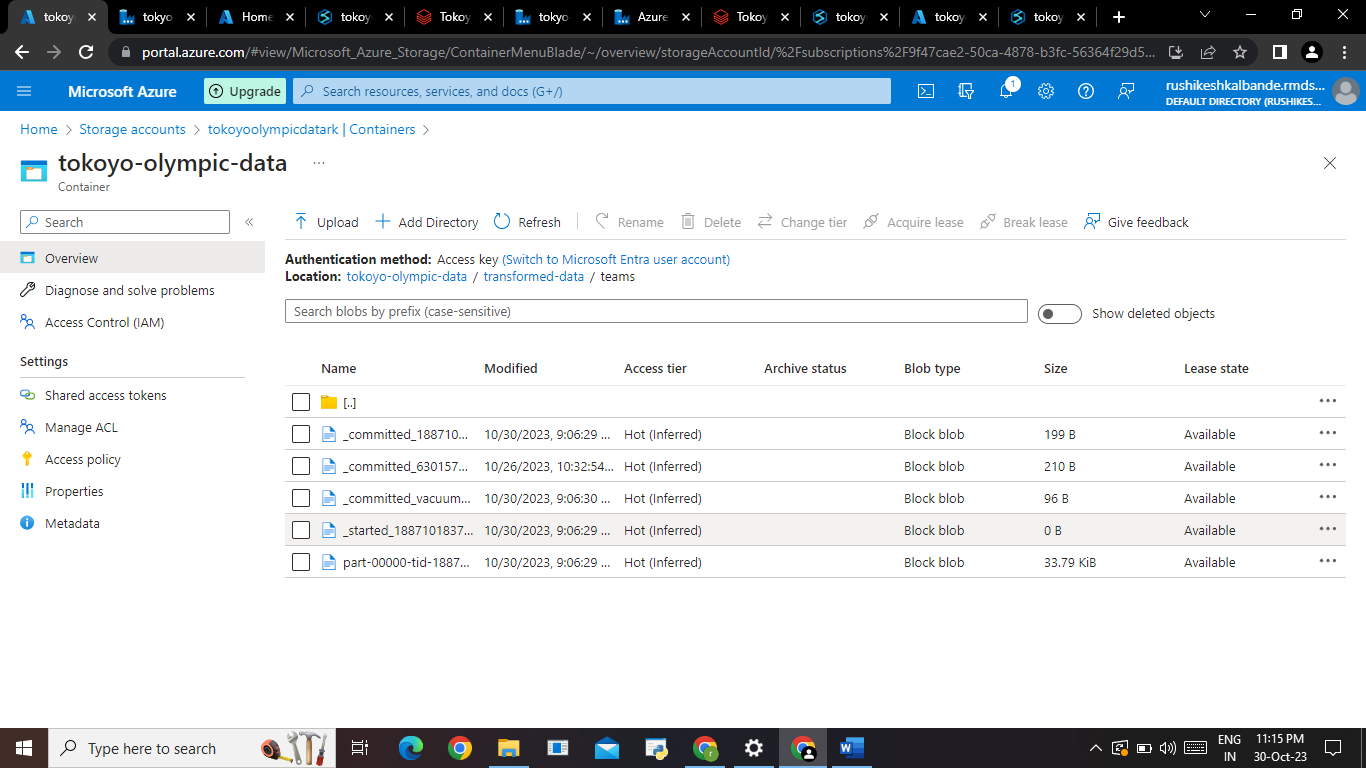 tokoy
tokyo
Home
tokoy
Tokoy
tokyo
Azure
Tokyo
tokoy
tokoy
tokoy
portal.azure.com/#view/Microsoft_Azure_Storage/ContainerMenuBlade/~/overview/storageAccountId/%2Fsubscriptions%2F9f47cae2-50ca-4878-b3fc-56364f29d5...
Microsoft Azure
Upgrade
Search resources, services, and docs (G+/)
1
rushikeshkalbande.rmds...
DEFAULT DIRECTORY (RUSHIKES...
Home > Storage accounts > tokoyoolympicdatark | Containers >
tokoyo-olympic-data ...
Container
Search
«
Overview
Diagnose and solve problems
Access Control (IAM)
Settings
Shared access tokens
Manage ACL
Access policy
Properties
Metadata
Upload Add Directory Refresh Rename Delete Change tier Acquire lease Break lease Give feedback
Authentication method: Access key (Switch to Microsoft Entra user account)
Location: tokoyo-olympic-data / transformed-data / teams
Search blobs by prefix (case-sensitive)
Show deleted objects
Name Modified Access tier Archive status Blob type Size Lease state
[..]
_committed_188710... 10/30/2023, 9:06:29 ... Hot (Inferred) Block blob 199 B Available
_committed_630157... 10/26/2023, 10:32:54... Hot (Inferred) Block blob 210 B Available
_committed_vacuum... 10/30/2023, 9:06:30 ... Hot (Inferred) Block blob 96 B Available
_started_1887101837... 10/30/2023, 9:06:29 ... Hot (Inferred) Block blob 0 B Available
part-00000-tid-1887... 10/30/2023, 9:06:29 ... Hot (Inferred) Block blob 33.79 KiB Available
Type here to search
ENG
IN
11:15 PM
30-Oct-23